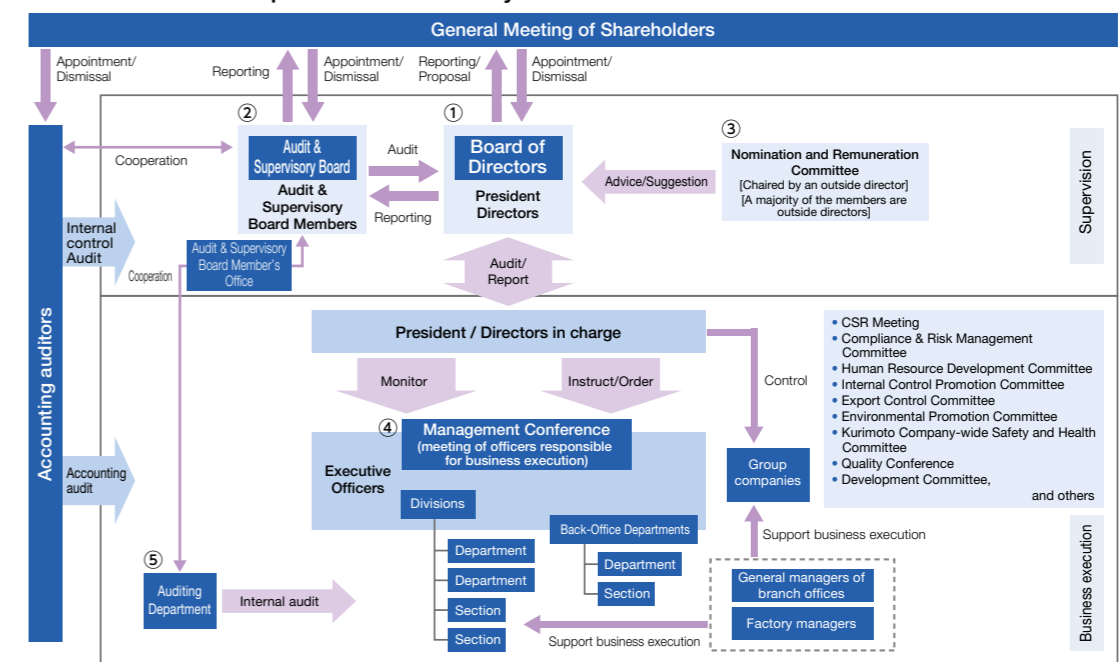 General Meeting of Shareholders
Appointment/
Dismissal
Reporting
Appointment/
Dismissal
Reporting/
Proposal
Appointment/
Dismissal
②
①
③
Cooperation
Audit &
Supervisory Board
Audit &
Supervisory
Board Members
Audit
Reporting
Board of
Directors
President
Directors
Advice/Suggestion
Nomination and Remuneration
Committee
[Chaired by an outside director]
[A majority of the members are
outside directors]
Supervision
Internal
control
Audit
Cooperation
Audit & Supervisory
Board Member's
Office
Audit/
Report
Accounting auditors
President / Directors in charge
Monitor
Instruct/Order
Control
• CSR Meeting
• Compliance & Risk Management
Committee
• Human Resource Development Committee
• Internal Control Promotion Committee
• Export Control Committee
• Environmental Promotion Committee
• Kurimoto Company-wide Safety and Health
Committee
• Quality Conference
• Development Committee,
and others
④
Management Conference
(meeting of officers responsible
for business execution)
Executive
Officers
Group
companies
Accounting
audit
Divisions
Department
Department
Section
Section
Back-Office Departments
Department
Section
Support business execution
General managers of
branch offices
Factory managers
Support business execution
Business execution
⑤
Auditing
Department
Internal audit